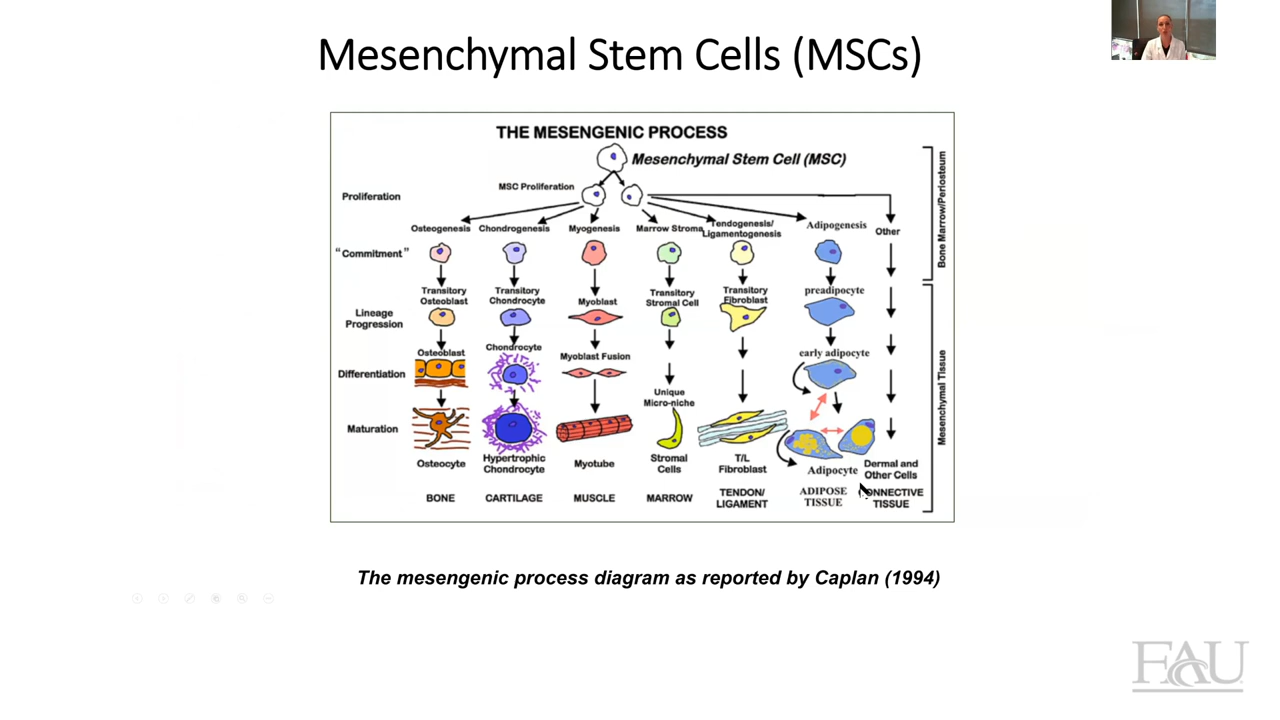 Mesenchymal Stem Cells (MSCs)
THE MESENGENIC PROCESS
Mesenchymal Stem Cell (MSC)
Proliferation
MSC Proliferation
Osteogenesis
Chondrogenesis
Myogenesis
Marrow Stroma
Tendogenesis/
Ligamentogenesis
Adipogenesis
Other
"Commitment"
Transitory
Osteoblast
Transitory
Chondrocyte
Myoblast
Transitory
Stromal Cell
Transitory
Fibroblast
preadipocyte
Lineage
Progression
Osteoblast
Chondrocyte
Myoblast Fusion
early adipocyte
Differentiation
Unique
Micro-niche
Maturation
Osteocyte
Hypertrophic
Chondrocyte
Myotube
Stromal
Cells
T/L
Fibroblast
Adipocyte
Dermal and
Other Cells
BONE
CARTILAGE
MUSCLE
MARROW
TENDON/
LIGAMENT
ADIPOSE
TISSUE
CONNECTIVE
TISSUE
Bone Marrow/Periosteum
Mesenchymal Tissue
The mesengenic process diagram as reported by Caplan (1994)
FAU